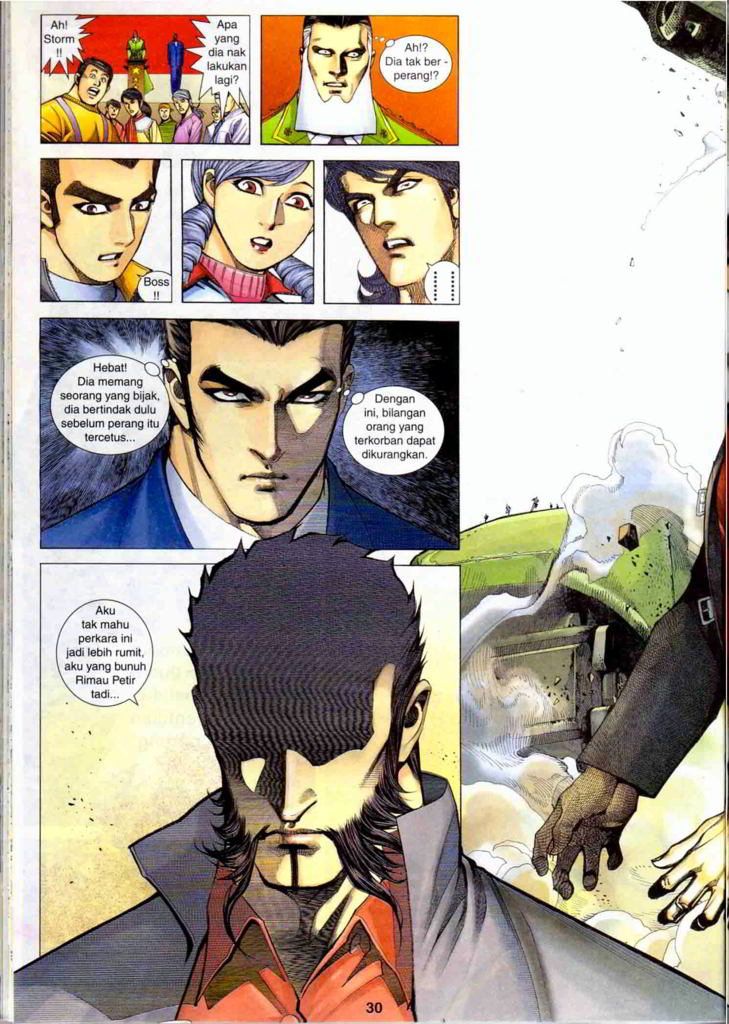 Ah!
Storm
!!
Apa
yang
dia nak
lakukan
lagi?
Ah!?
Dia tak ber -
perang!?
Boss
!!
Hebat!
Dia memang
seorang yang bijak,
dia bertindak dulu
sebelum perang itu
tercetus...
Dengan
ini, bilangan
orang yang
terkorban dapat
dikurangkan.
Aku
tak mahu
perkara ini
jadi lebih rumit,
aku yang bunuh
Rimau Petir
tadi...
30